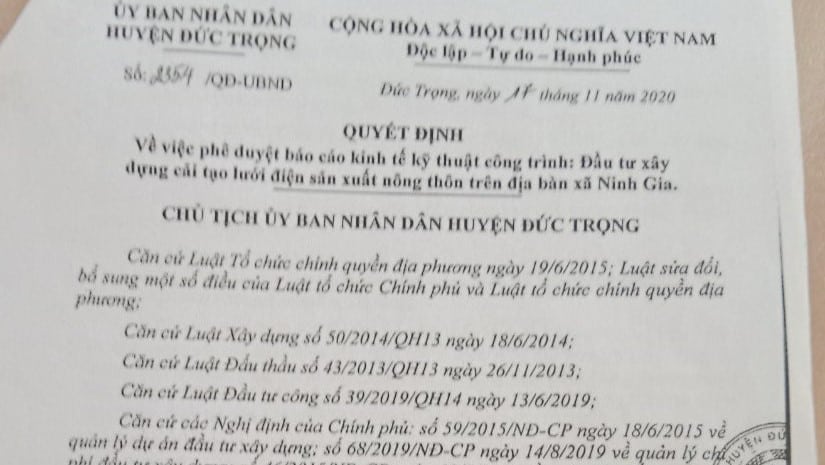 ỦY BAN NHÂN DÂN
HUYỆN ĐỨC TRỌNG
CỘNG HÒA XÃ HỘI CHỦ NGHĨA VIỆT NAM
Độc lập – Tự do – Hạnh phúc
Số: 2354 /QĐ-UBND
Đức Trọng, ngày 17 tháng 11 năm 2020
QUYẾT ĐỊNH
Về việc phê duyệt báo cáo kinh tế kỹ thuật công trình: Đầu tư xây
dựng cải tạo lưới điện sản xuất nông thôn trên địa bàn xã Ninh Gia.
CHỦ TỊCH ỦY BAN NHÂN DÂN HUYỆN ĐỨC TRỌNG
Căn cứ Luật Tổ chức chính quyền địa phương ngày 19/6/2015; Luật sửa đổi,
bổ sung một số điều của Luật tổ chức Chính phủ và Luật tổ chức chính quyền địa
phương;
Căn cứ Luật Xây dựng số 50/2014/QH13 ngày 18/6/2014;
Căn cứ Luật Đấu thầu số 43/2013/QH13 ngày 26/11/2013;
Căn cứ Luật Đầu tư công số 39/2019/QH14 ngày 13/6/2019;
Căn cứ các Nghị định của Chính phủ: số 59/2015/NĐ-CP ngày 18/6/2015 về
quản lý dự án đầu tư xây dựng; số 68/2019/NĐ-CP ngày 14/8/2019 về quản lý chi
HUYỆN ĐỨ